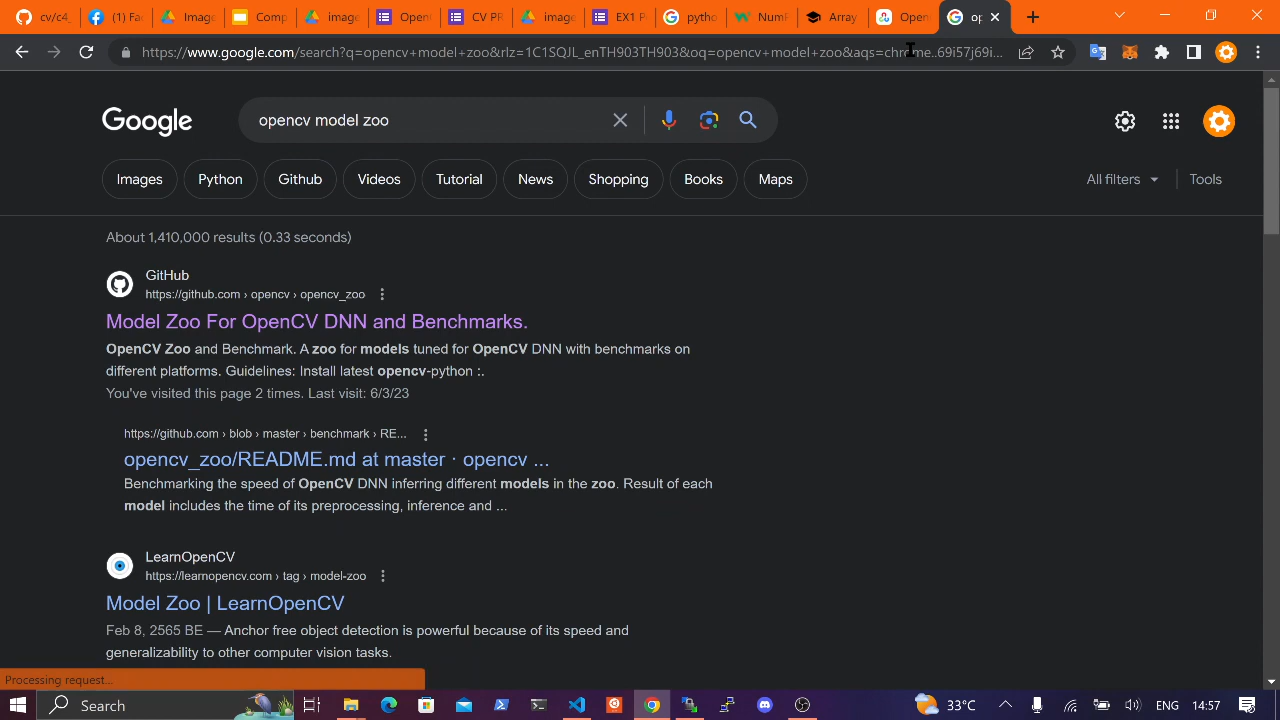 cv/c4_
(1) Fac
Image
Comp
image
OpenC
CV PR
image
EX1 P
pytho
NumP
Array
Open
op
https://www.google.com/search?q=opencv+model+zoo&rlz=1C1SQJL_enTH903TH903&oq=opencv+model+zoo&aqs=chrome..69i57j69i...
Google
opencv model zoo
Images
Python
Github
Videos
Tutorial
News
Shopping
Books
Maps
All filters
Tools
About 1,410,000 results (0.33 seconds)
GitHub
https://github.com › opencv › opencv_zoo
Model Zoo For OpenCV DNN and Benchmarks.
OpenCV Zoo and Benchmark. A zoo for models tuned for OpenCV DNN with benchmarks on
different platforms. Guidelines: Install latest opencv-python :.
You've visited this page 2 times. Last visit: 6/3/23
https://github.com › blob › master › benchmark › RE...
opencv_zoo/README.md at master · opencv ...
Benchmarking the speed of OpenCV DNN inferring different models in the zoo. Result of each
model includes the time of its preprocessing, inference and ...
LearnOpenCV
https://learnopencv.com › tag › model-zoo
Model Zoo | LearnOpenCV
Feb 8, 2565 BE — Anchor free object detection is powerful because of its speed and
generalizability to other computer vision tasks.
Processing request...
Search
33°C
ENG
14:57